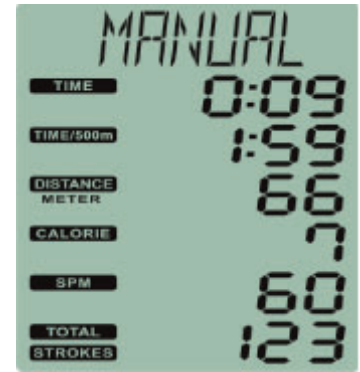 MANUAL
TIME 0:09
TIME/500m 1:59
DISTANCE 66
METER
CALORIE 7
SPM 60
TOTAL 123
STROKES